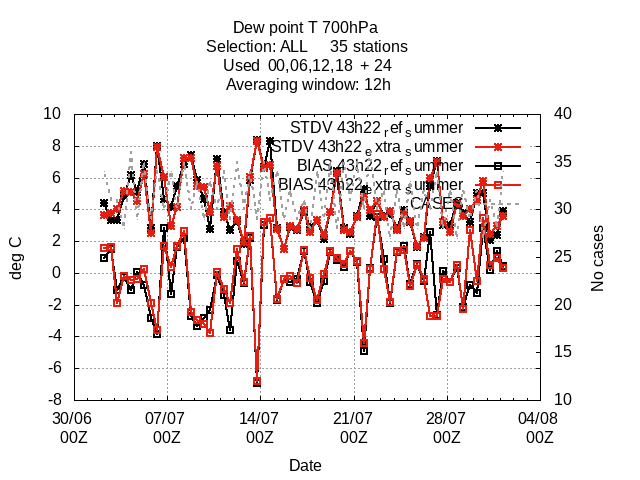 Dew point T 700hPa
Selection: ALL 35 stations
Used 00,06,12,18 + 24
Averaging window: 12h
deg C
No cases
10
8
6
4
2
0
-2
-4
-6
-8
40
35
30
25
20
15
10
STDV 43h22_ref_summer
STDV 43h22_extra_summer
BIAS 43h22_ref_summer
BIAS 43h22_extra_summer
CASES
30/06 07/07 14/07 21/07 28/07 04/08
00Z 00Z 00Z 00Z 00Z 00Z
Date